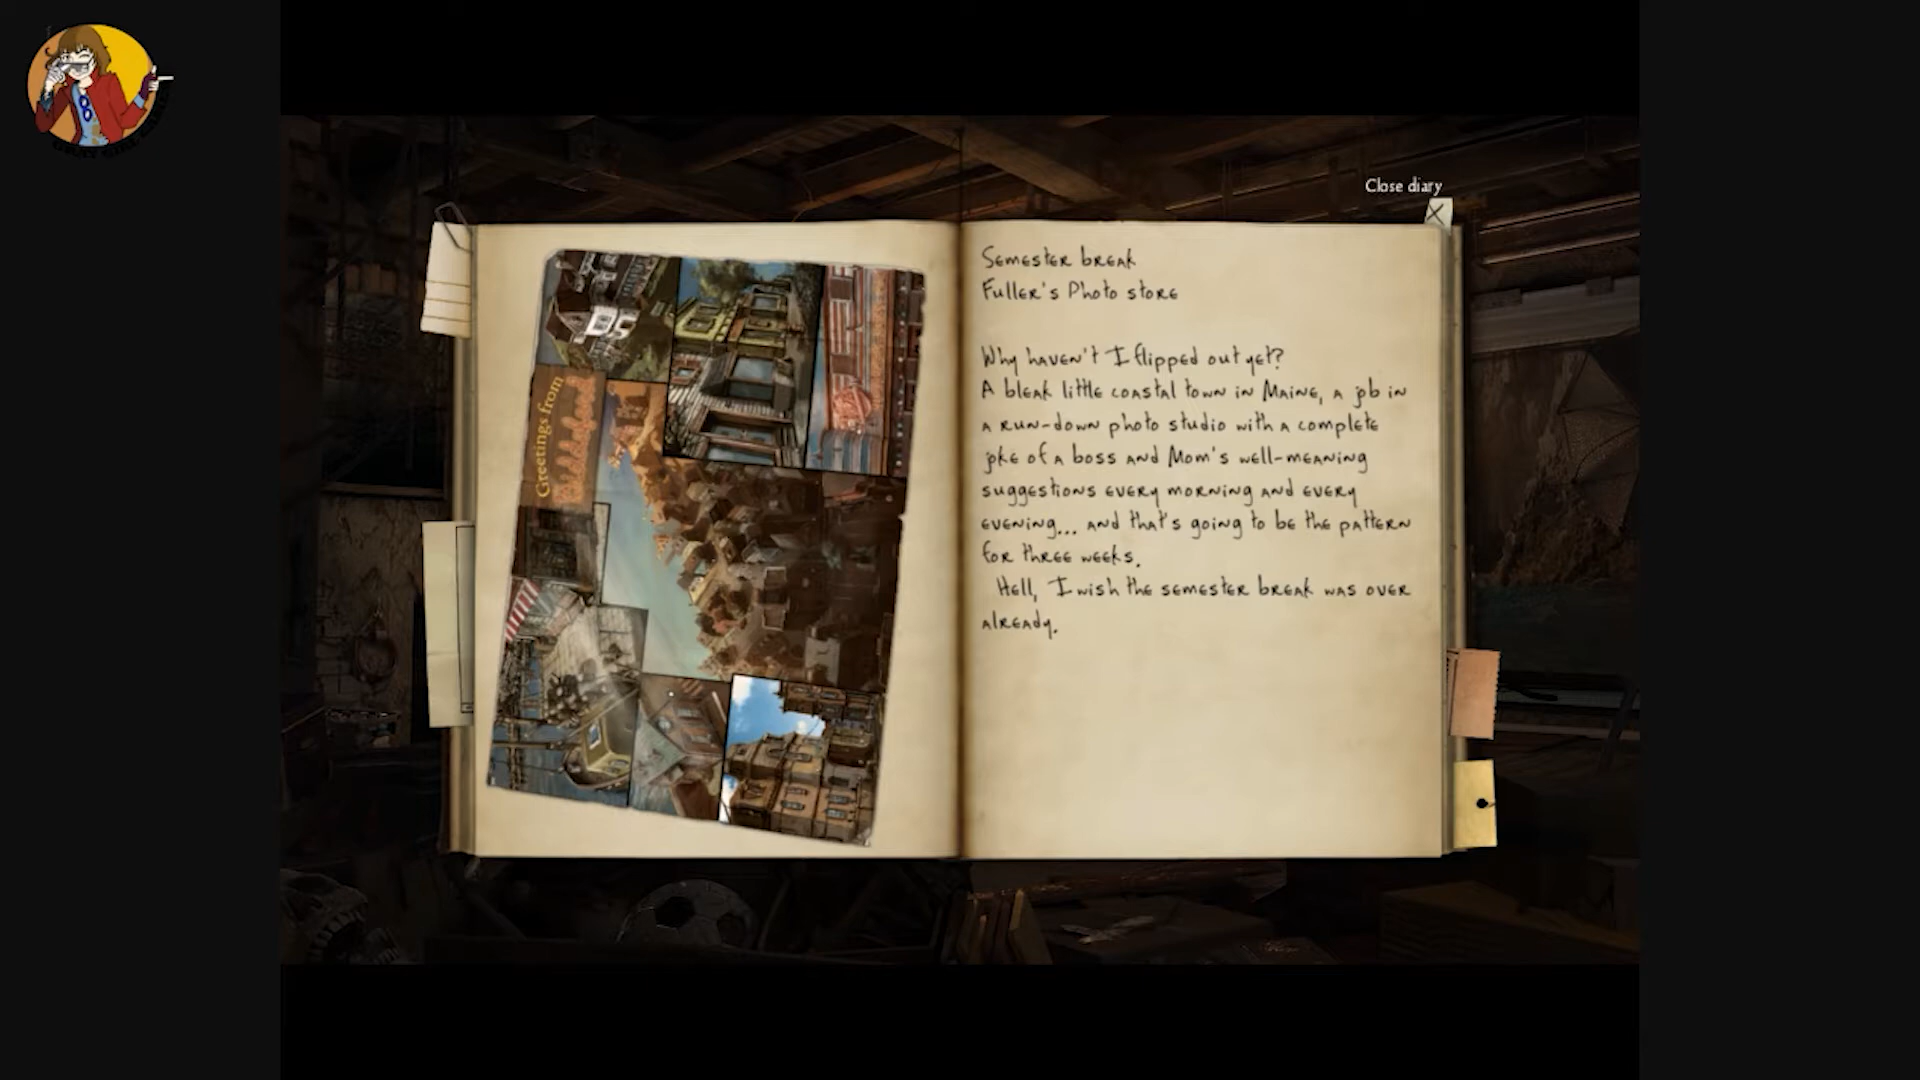 Close diary
Greetings from
Biddeford
Semester break
Fuller's Photo store
Why haven't I flipped out yet?
A bleak little coastal town in Maine, a job in
a run-down photo studio with a complete
joke of a boss and Mom's well-meaning
suggestions every morning and every
evening... and that's going to be the pattern
for three weeks.
Hell, I wish the semester break was over
already.